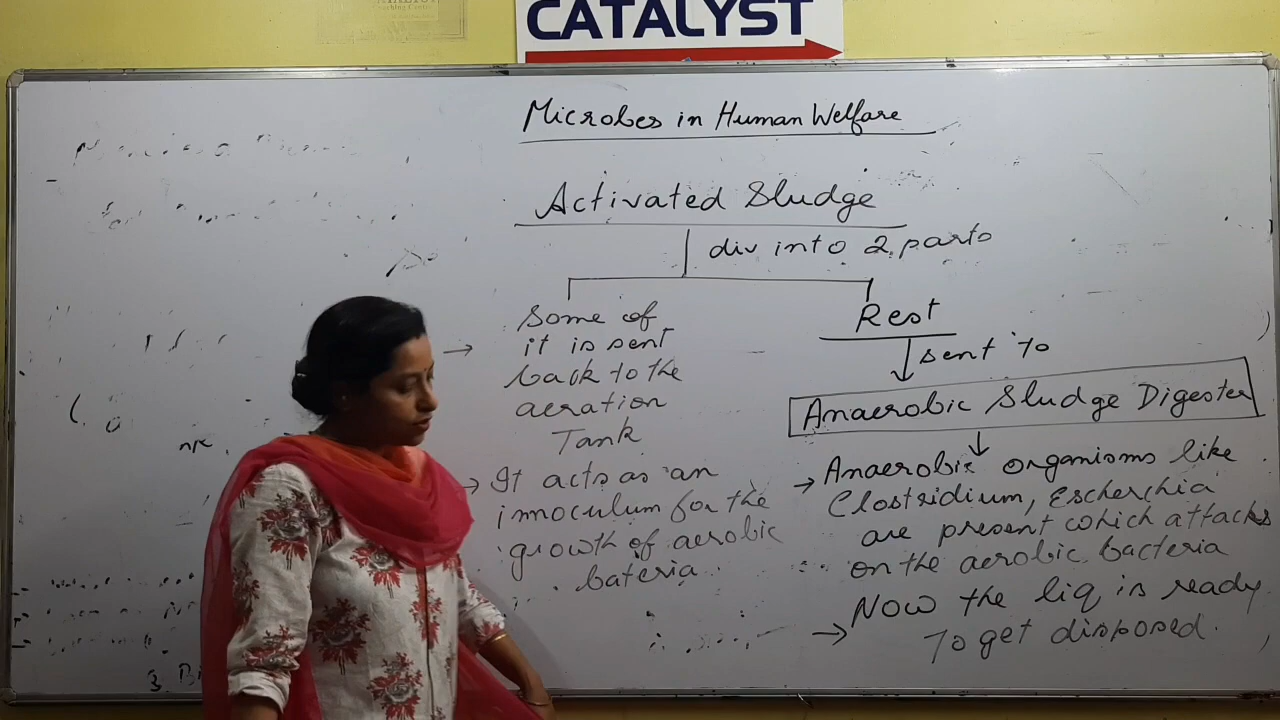 CATALYST
Microbes in Human Welfare
Activated Sludge
div into 2 parts
Some of
it is sent
back to the
aeration
Tank
→ It acts as an
innoculum for the
growth of aerobic
bateria
Rest
sent to
Anaerobic Sludge Digester
→ Anaerobic organisms like
Clostridium, Escherchia
are present which attacks
on the aerobic bacteria
→ Now the liq is ready
To get disposed.